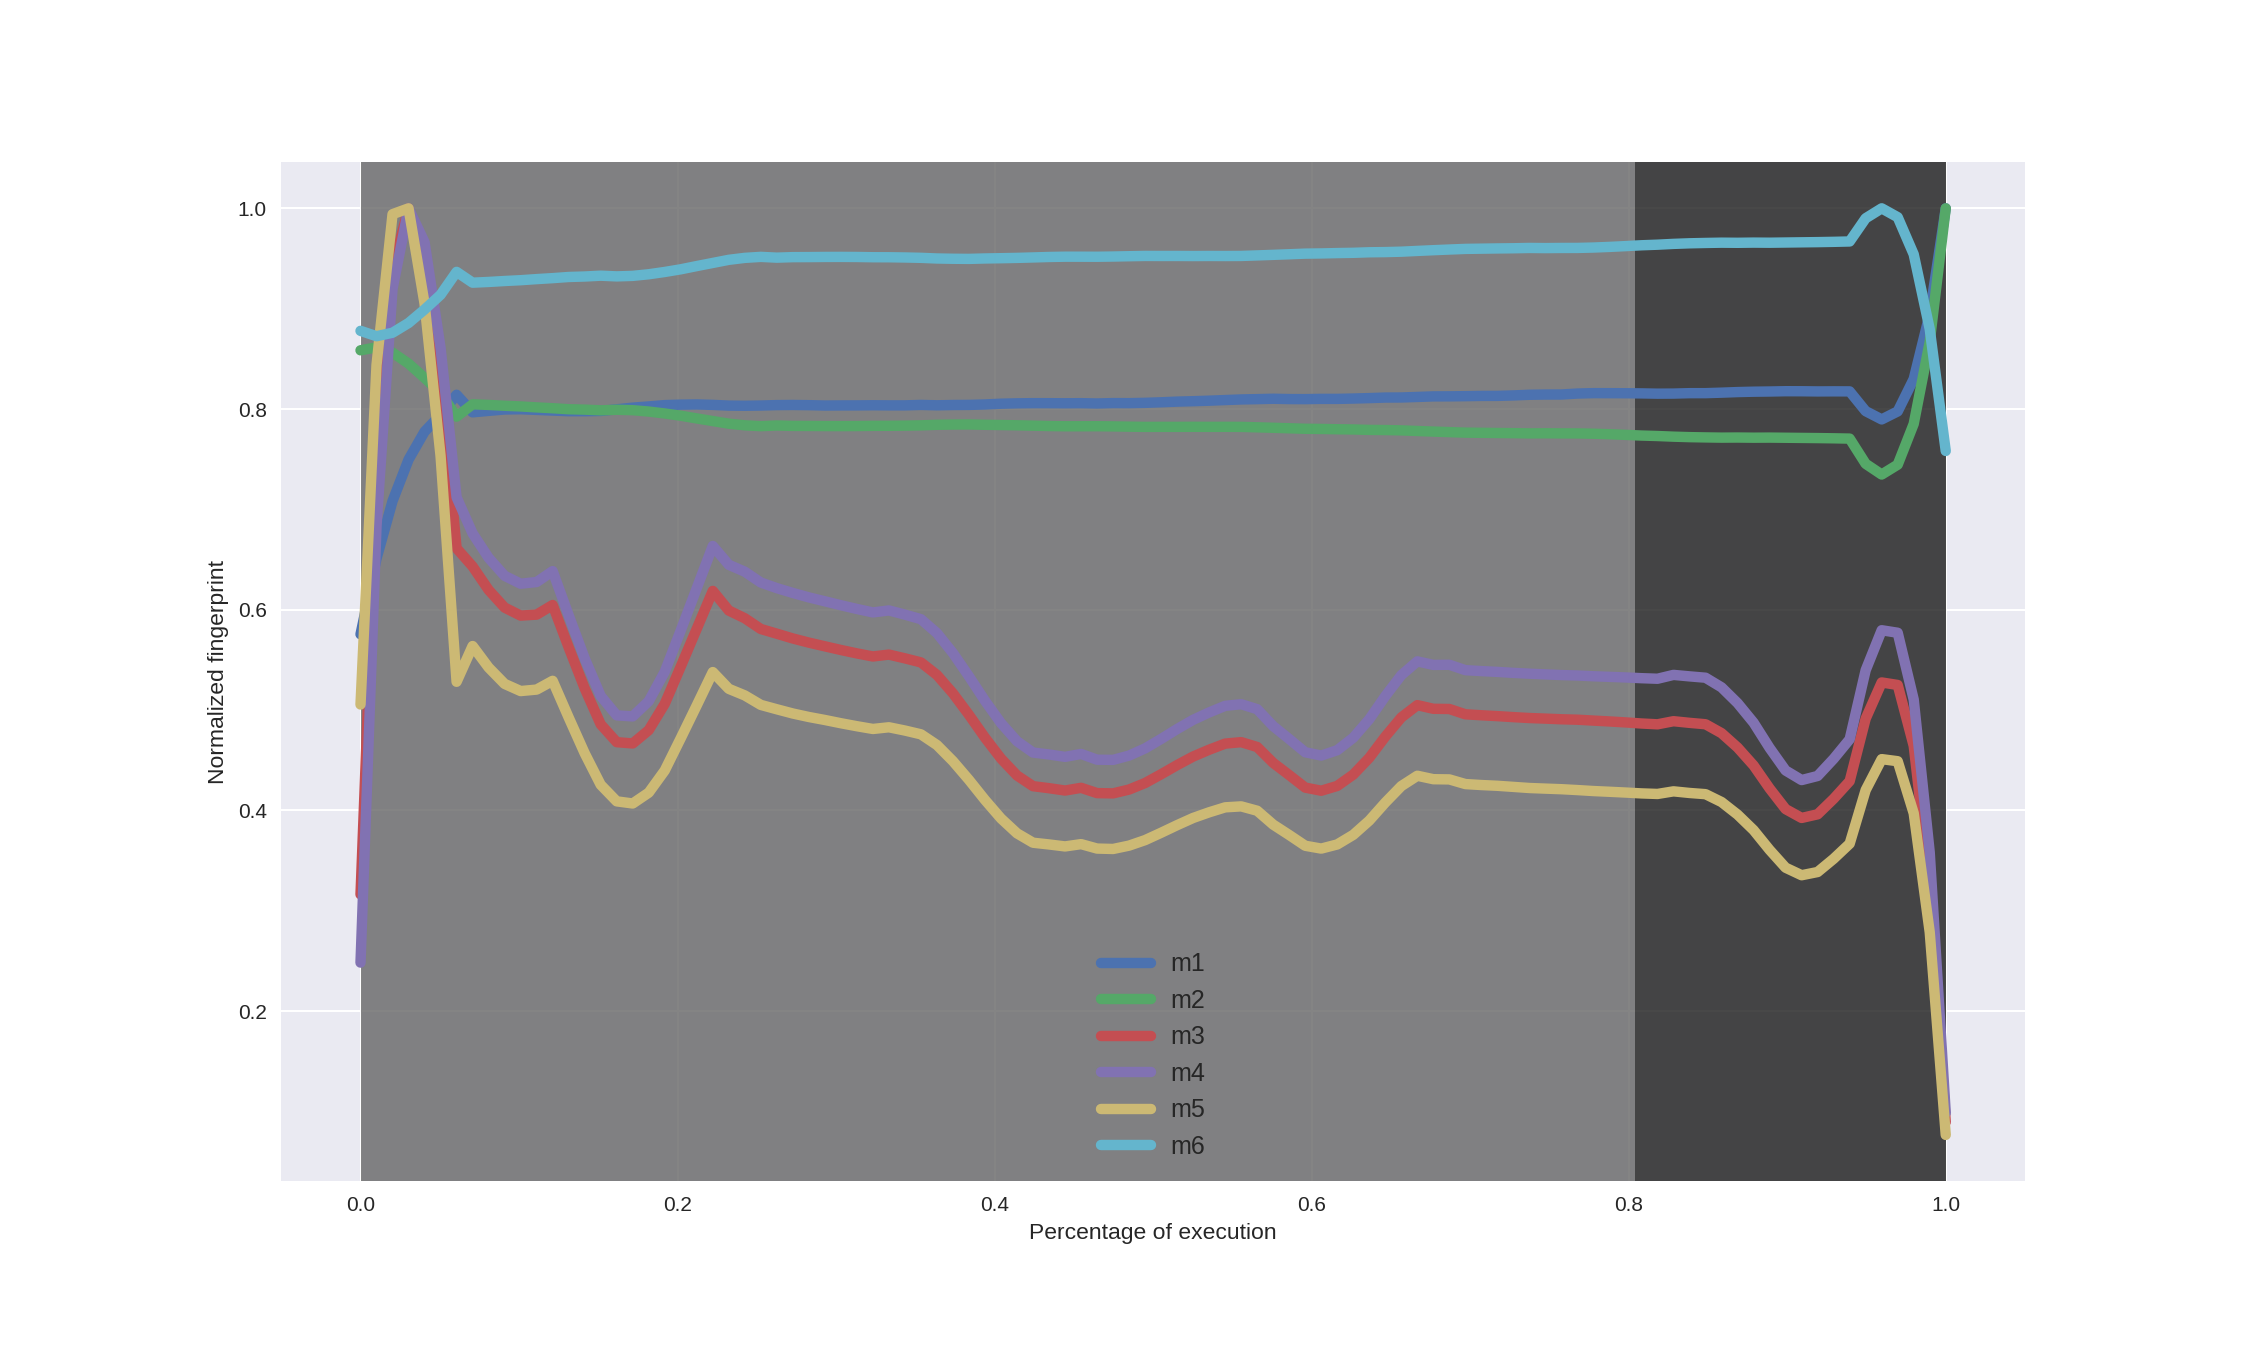 1.0
0.8
0.6
0.4
0.2
Normalized fingerprint
m1
m2
m3
m4
m5
m6
0.0 0.2 0.4 0.6 0.8 1.0
Percentage of execution